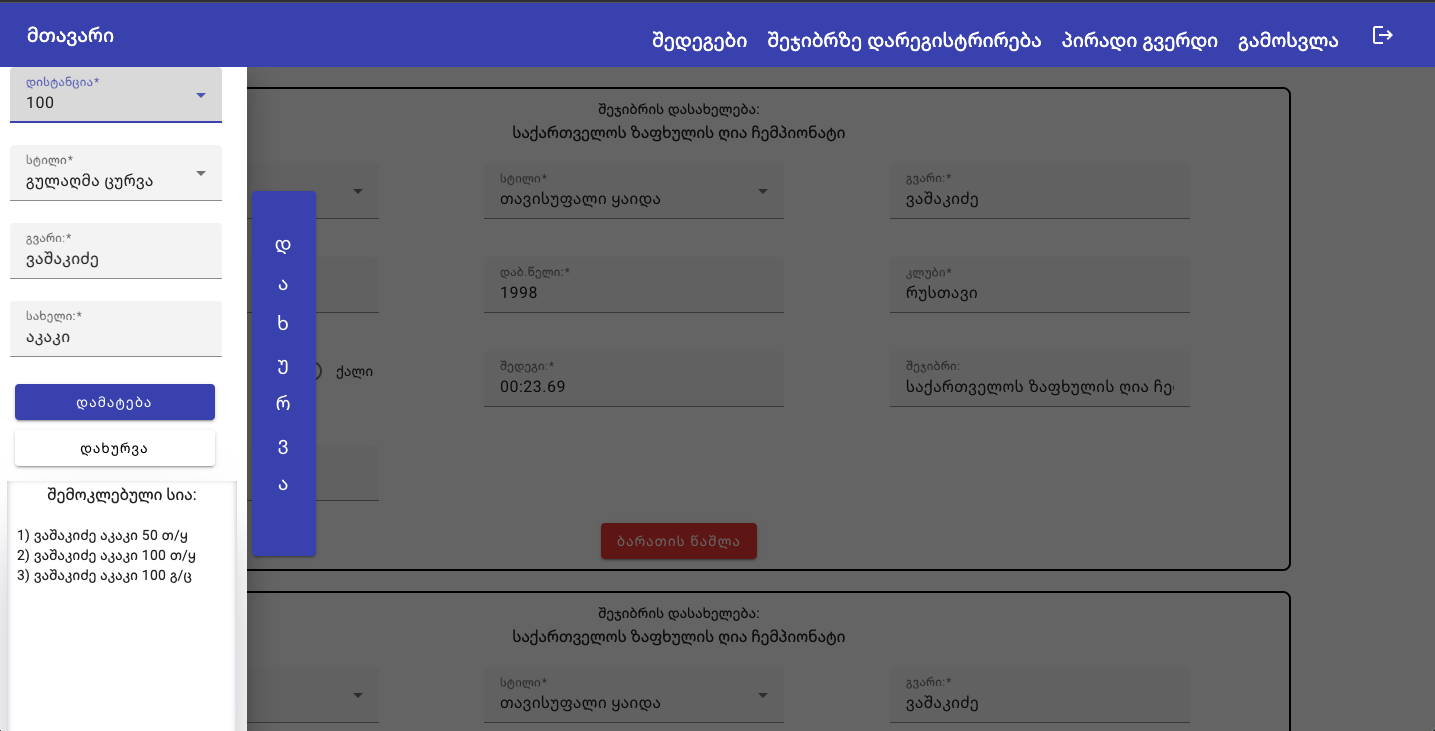 მთავარი
შედეგები
შეჯიბრზე დარეგისტრირება
პირადი გვერდი
გამოსვლა
დისტანცია*
100
სტილი*
გულაღმა ცურვა
გვარი:*
ვაშაკიძე
სახელი:*
აკაკი
დამატება
დახურვა
შემოკლებული სია:
1) ვაშაკიძე აკაკი 50 თ/ყ
2) ვაშაკიძე აკაკი 100 თ/ყ
3) ვაშაკიძე აკაკი 100 გ/ც
დ
ა
ხ
უ
რ
ვ
ა
შეჯიბრის დასახელება:
საქართველოს ზაფხულის ღია ჩემპიონატი
სტილი*
თავისუფალი ყაიდა
გვარი:*
ვაშაკიძე
დაბ.წელი:*
1998
კლუბი*
რუსთავი
ქალი
შედეგი:*
00:23.69
შეჯიბრი:
საქართველოს ზაფხულის ღია ჩე
ბარათის წაშლა
შეჯიბრის დასახელება:
საქართველოს ზაფხულის ღია ჩემპიონატი
სტილი*
თავისუფალი ყაიდა
გვარი:*
ვაშაკიძე